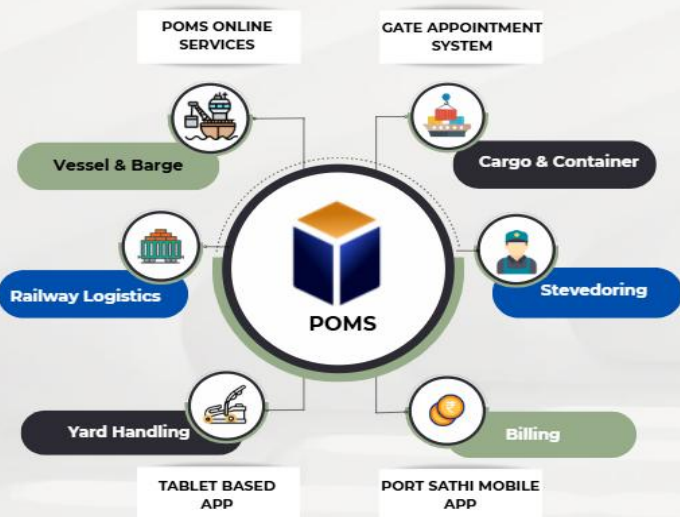 POMS ONLINE
SERVICES
GATE APPOINTMENT
SYSTEM
Vessel & Barge
Cargo & Container
Railway Logistics
Stevedoring
POMS
Yard Handling
Billing
TABLET BASED
APP
PORT SATHI MOBILE
APP